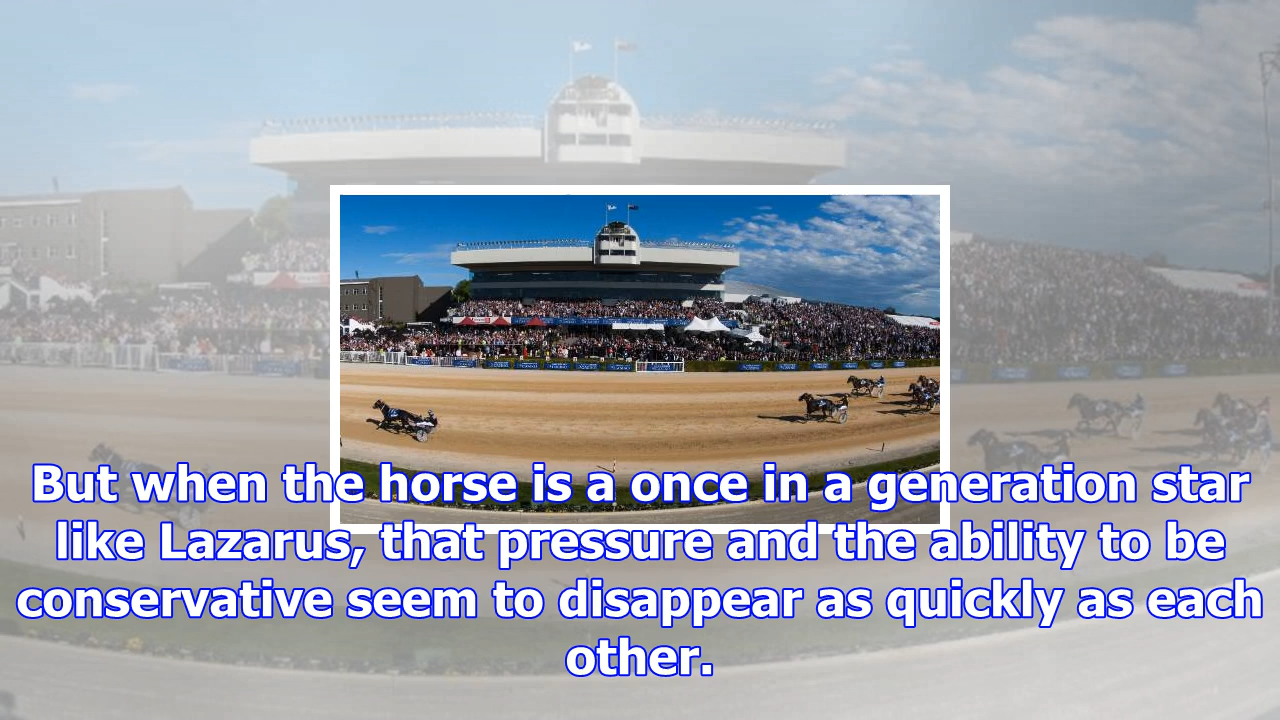 But when the horse is a once in a generation star
like Lazarus, that pressure and the ability to be
conservative seem to disappear as quickly as each
other.